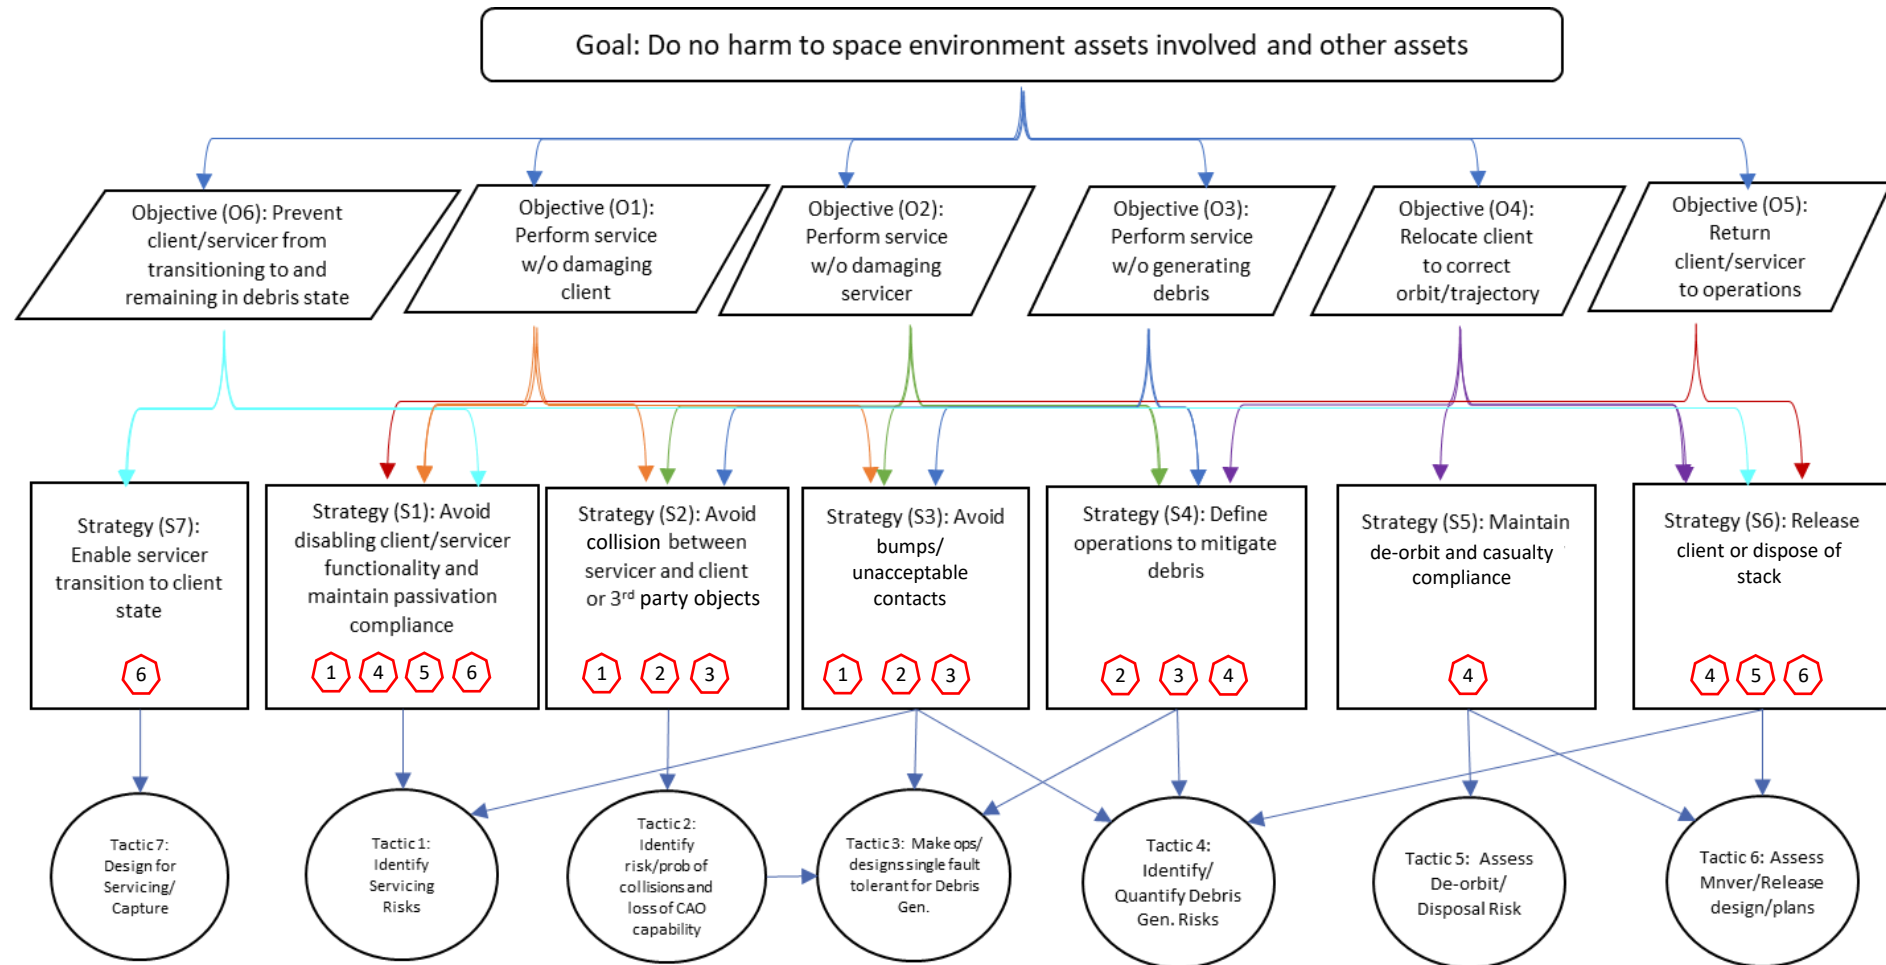 Goal: Do no harm to space environment assets involved and other assets
Objective (O6): Prevent
client/servicer from
transitioning to and
remaining in debris state
Objective (O1):
Perform service
w/o damaging
client
Objective (O2):
Perform service
w/o damaging
servicer
Objective (O3):
Perform service
w/o generating
debris
Objective (O4):
Relocate client
to correct
orbit/trajectory
Objective (O5):
Return
client/servicer
to operations
Strategy (S7):
Enable servicer
transition to client
state
6
Strategy (S1): Avoid
disabling client/servicer
functionality and
maintain passivation
compliance
1 4 5 6
Strategy (S2): Avoid
collision between
servicer and client
or 3rd party objects
1 2 3
Strategy (S3): Avoid
bumps/
unacceptable
contacts
1 2 3
Strategy (S4): Define
operations to mitigate
debris
2 3 4
Strategy (S5): Maintain
de-orbit and casualty
compliance
4
Strategy (S6): Release
client or dispose of
stack
4 5 6
Tactic 7:
Design for
Servicing/
Capture
Tactic 1:
Identify
Servicing
Risks
Tactic 2:
Identify
risk/prob of
collisions and
loss of CAO
capability
Tactic 3: Make ops/
designs single fault
tolerant for Debris
Gen.
Tactic 4:
Identify/
Quantify Debris
Gen. Risks
Tactic 5: Assess
De-orbit/
Disposal Risk
Tactic 6: Assess
Mnver/Release
design/plans